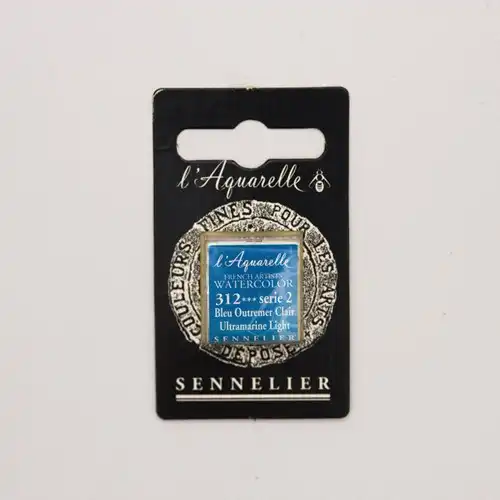 l'Aquarelle
COULEURS FINES POUR LES ARTS
l'Aquarelle
FRENCH ARTISTS'
WATERCOLOR
312*** serie 2
Bleu Outremer Clair
Ultramarine Light
SENNELIER
DEPOSE
SENNELIER